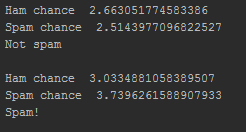 Ham chance  2.663051774583386
Spam chance  2.5143977096822527
Not spam

Ham chance  3.0334881058389507
Spam chance  3.7396261588907933
Spam!